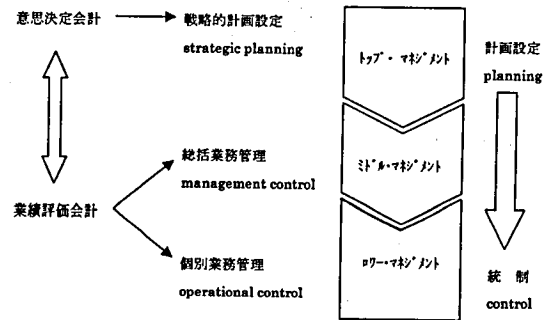 意思決定会計
戦略的計画設定
strategic planning
トップ・マネジメント
計画設定
planning
総括業務管理
management control
ミドル・マネジメント
業績評価会計
個別業務管理
operational control
ロワー・マネジメント
統 制
control